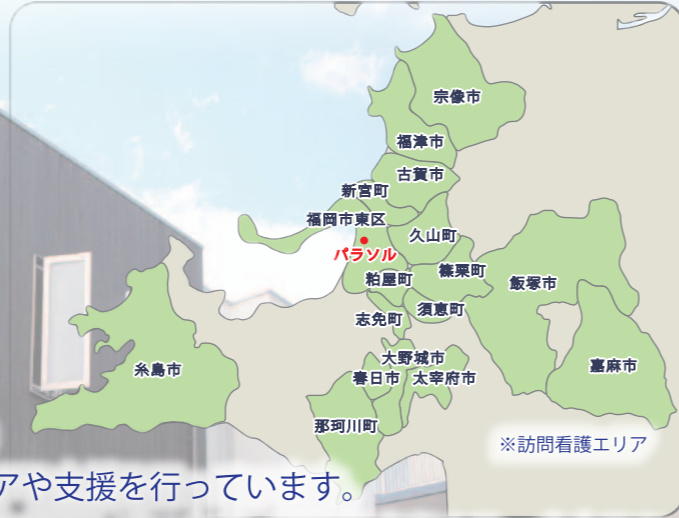 宗像市
福津市
古賀市
新宮町
福岡市東区
久山町
パラソル
篠栗町
粕屋町
飯塚市
須恵町
志免町
大野城市
嘉麻市
糸島市
春日市 太宰府市
那珂川町
※訪問看護エリア
アや支援を行っています。